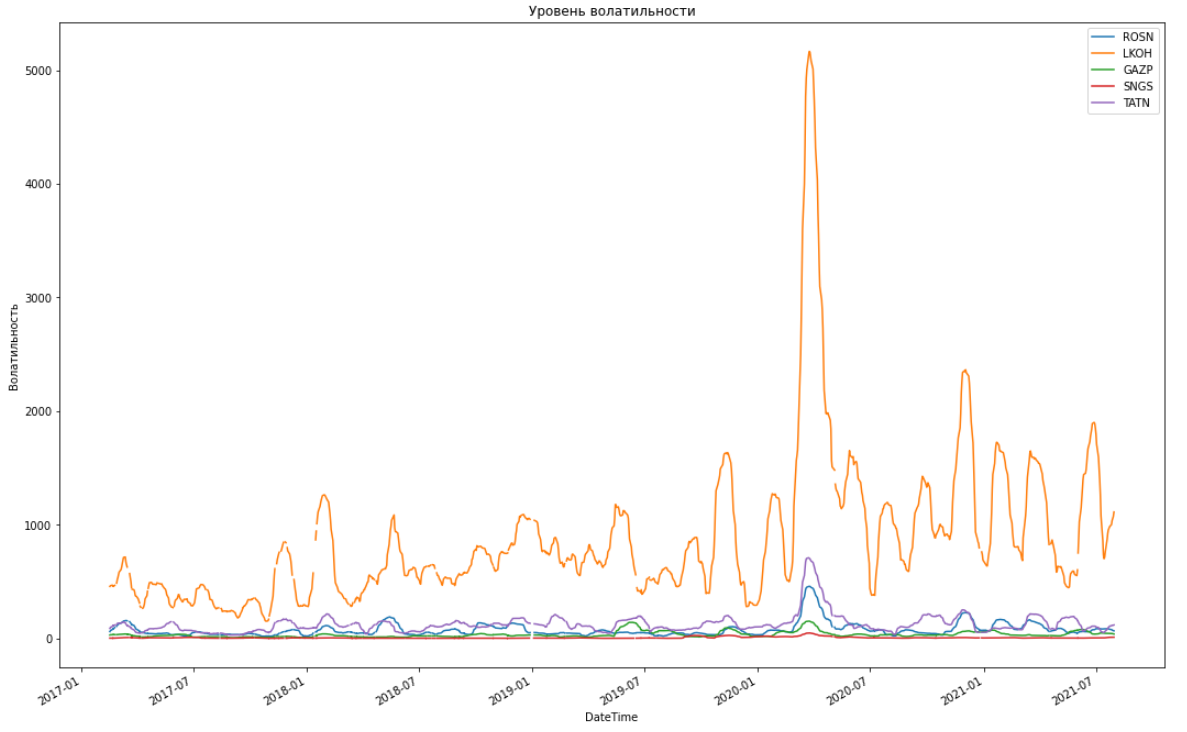 Уровень волатильности
ROSN
LKOH
GAZP
SNGS
TATN
Волатильность
5000
4000
3000
2000
1000
0
2017-01
2017-07
2018-01
2018-07
2019-01
2019-07
2020-01
2020-07
2021-01
2021-07
DateTime